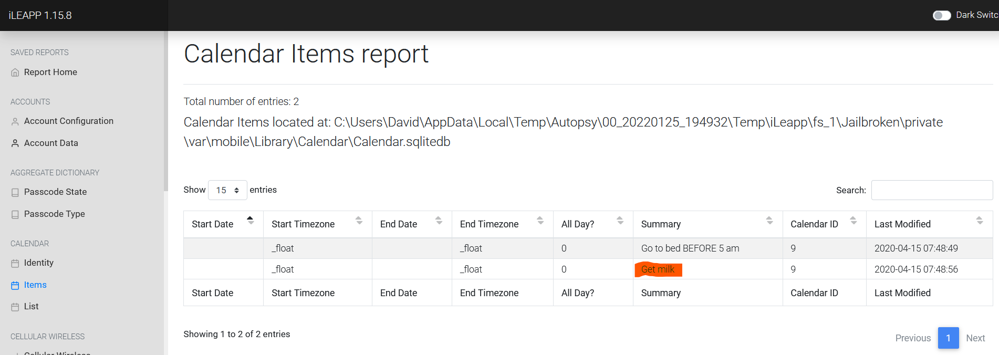 iLEAPP 1.15.8
Dark Switc
SAVED REPORTS
Report Home
ACCOUNTS
Account Configuration
Account Data
AGGREGATE DICTIONARY
Passcode State
Passcode Type
CALENDAR
Identity
Items
List
CELLULAR WIRELESS
Cellular Wireless
Calendar Items report
Total number of entries: 2
Calendar Items located at: C:\Users\David\AppData\Local\Temp\Autopsy\00_20220125_194932\Temp\iLeapp\fs_1\Jailbroken\private
\var\mobile\Library\Calendar\Calendar.sqlitedb
Show 15 entries
Search:
Start Date Start Timezone End Date End Timezone All Day? Summary Calendar ID Last Modified
_float _float 0 Go to bed BEFORE 5 am 9 2020-04-15 07:48:49
_float _float 0 Get milk 9 2020-04-15 07:48:56
Start Date Start Timezone End Date End Timezone All Day? Summary Calendar ID Last Modified
Showing 1 to 2 of 2 entries
Previous 1 Next